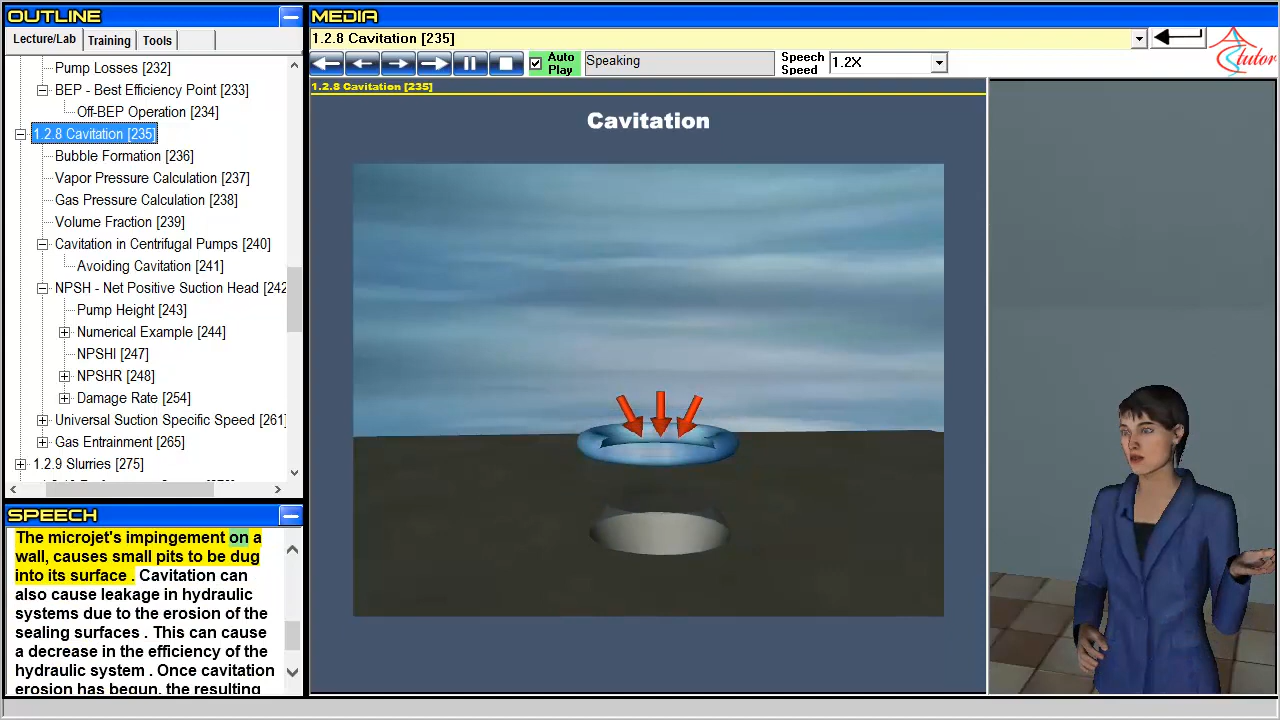 OUTLINE
Lecture/Lab
Training
Tools
Pump Losses [232]
BEP - Best Efficiency Point [233]
Off-BEP Operation [234]
1.2.8 Cavitation [235]
Bubble Formation [236]
Vapor Pressure Calculation [237]
Gas Pressure Calculation [238]
Volume Fraction [239]
Cavitation in Centrifugal Pumps [240]
Avoiding Cavitation [241]
NPSH - Net Positive Suction Head [242
Pump Height [243]
Numerical Example [244]
NPSHI [247]
NPSHR [248]
Damage Rate [254]
Universal Suction Specific Speed [261]
Gas Entrainment [265]
1.2.9 Slurries [275]
SPEECH
The microjet's impingement on a
wall, causes small pits to be dug
into its surface . Cavitation can
also cause leakage in hydraulic
systems due to the erosion of the
sealing surfaces . This can cause
a decrease in the efficiency of the
hydraulic system . Once cavitation
erosion has begun, the resulting
MEDIA
1.2.8 Cavitation [235]
Auto
Play
Speaking
Speech
Speed
1.2X
tutor
1.2.8 Cavitation [235]
Cavitation